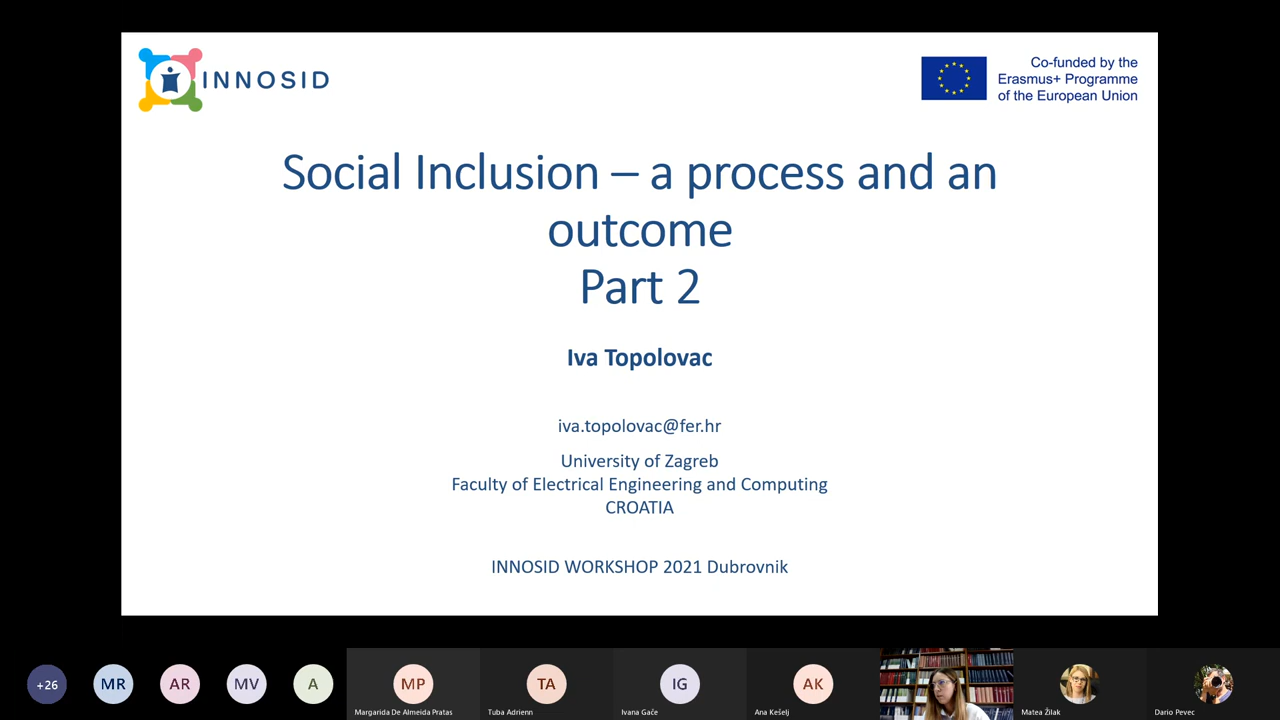 INNOSID
Co-funded by the
Erasmus+ Programme
of the European Union
Social Inclusion – a process and an
outcome
Part 2
Iva Topolovac
iva.topolovac@fer.hr
University of Zagreb
Faculty of Electrical Engineering and Computing
CROATIA
INNOSID WORKSHOP 2021 Dubrovnik
+26
MR
AR
MV
A
MP
TA
IG
AK
Margarida De Almeida Pratas
Tuba Adrienn
Ivana Gače
Ana Kešelj
Matea Žilak
Dario Pevec